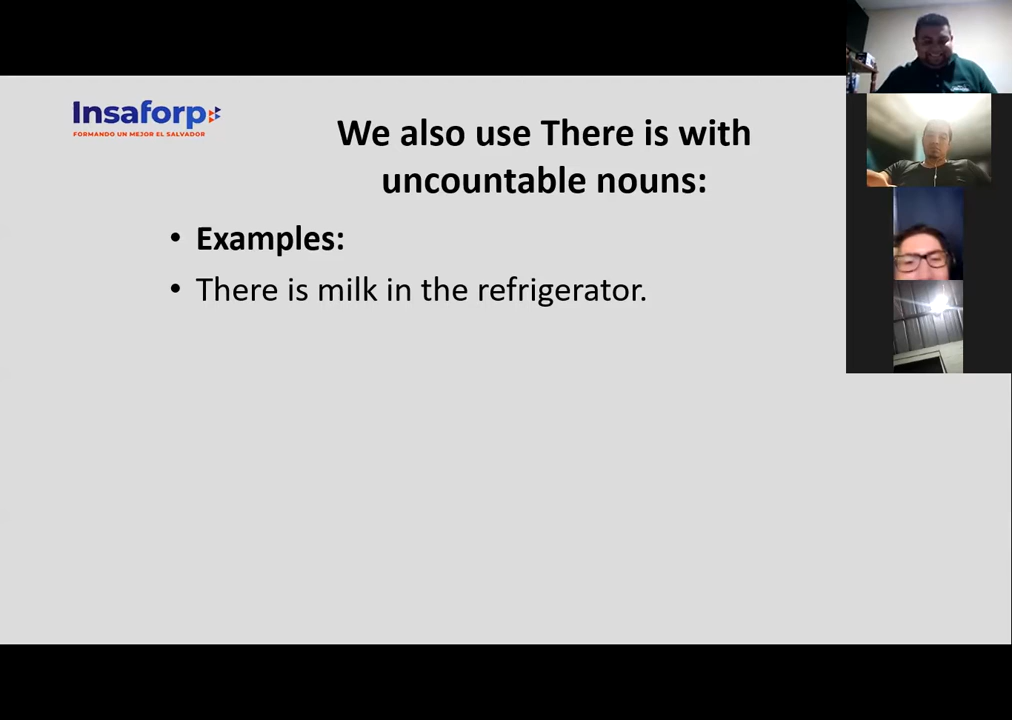 Insaforp
FORMANDO UN MEJOR EL SALVADOR
We also use There is with
uncountable nouns:
• Examples:
• There is milk in the refrigerator.